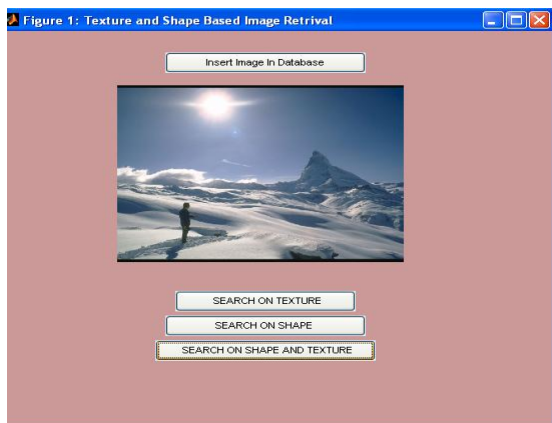 Figure 1: Texture and Shape Based Image Retrival
Insert Image In Database
SEARCH ON TEXTURE
SEARCH ON SHAPE
SEARCH ON SHAPE AND TEXTURE